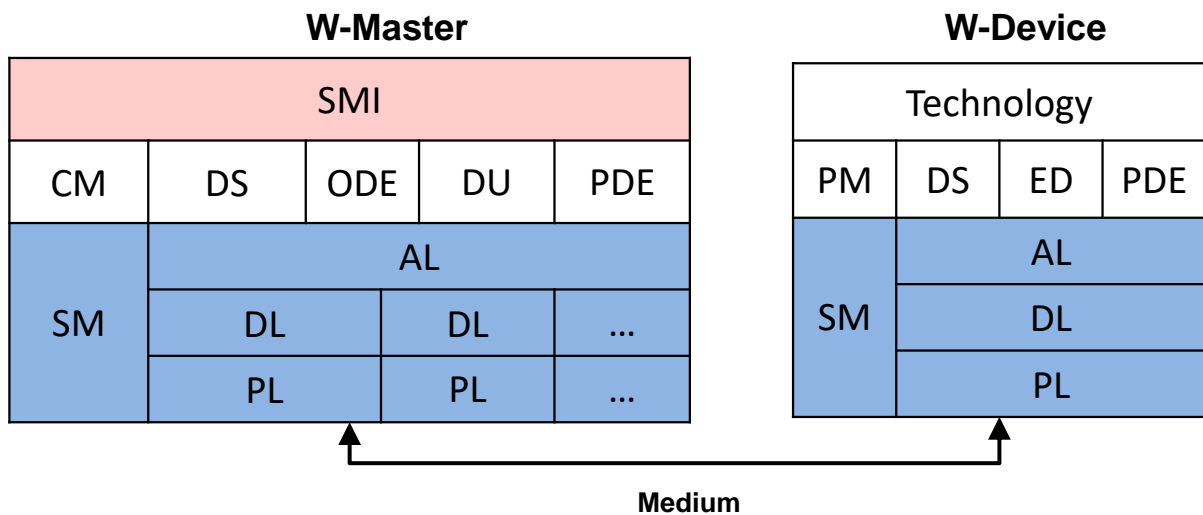 W-Master W-Device
SMI Technology
CM DS ODE DU PDE PM DS ED PDE
AL AL
SM DL DL ... SM DL
PL PL ... PL
Medium